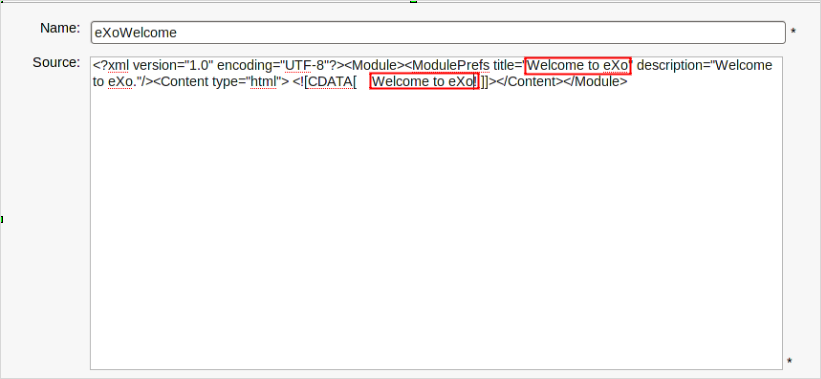 Name: eXoWelcome *
Source: <?xml version="1.0" encoding="UTF-8"?><Module><ModulePrefs title="Welcome to eXo" description="Welcome
to eXo."/><Content type="html"> <![CDATA[ Welcome to eXo! ]]></Content></Module>
*